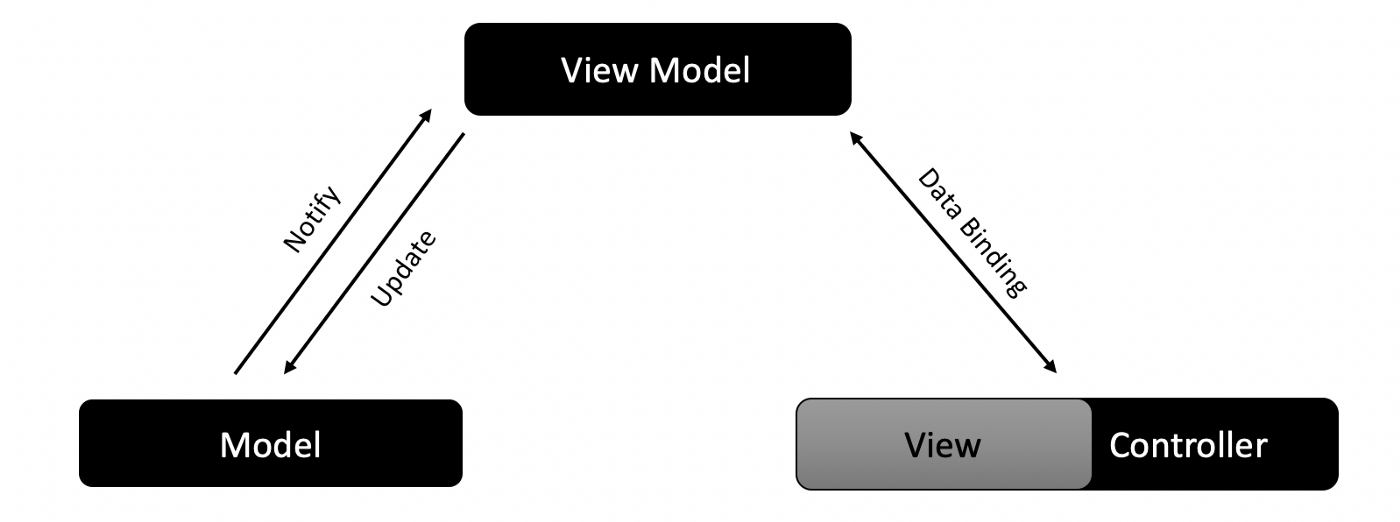 View Model
Notify
Update
Data Binding
Model
View
Controller